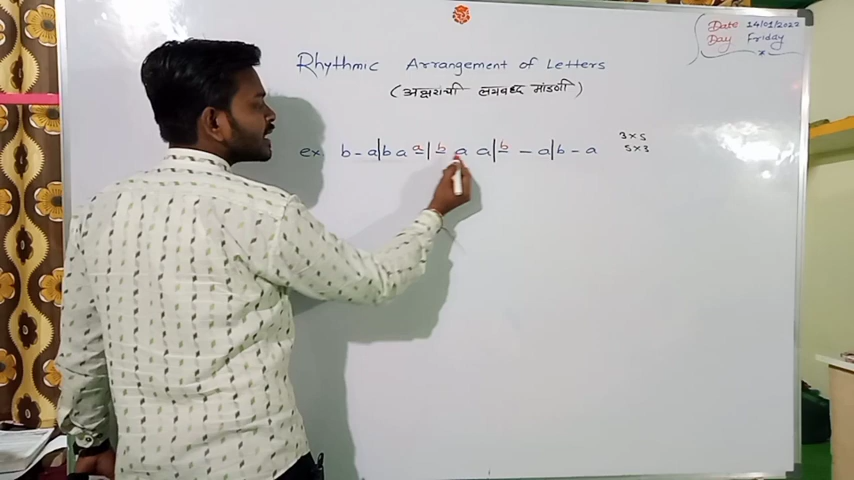 Date 14/01/2022
Day Friday
Rhythmic Arrangement of Letters
(अक्षरांची लयबद्ध मांडणी)
3×5
5×3
ex b - a|b a a|b a a|b - a|b - a